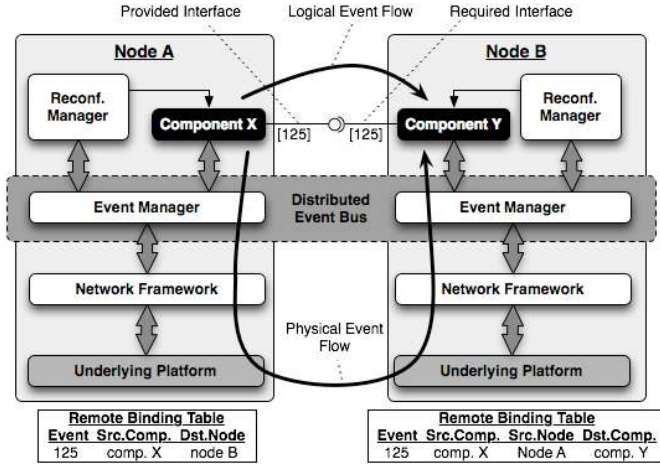 Provided Interface
Logical Event Flow
Required Interface
Node A
Node B
Reconf.
Manager
Component X
[125]
[125]
Component Y
Reconf.
Manager
Event Manager
Distributed
Event Bus
Event Manager
Network Framework
Network Framework
Physical Event
Flow
Underlying Platform
Underlying Platform
Remote Binding Table
Event Src.Comp. Dst.Node
125 comp. X node B
Remote Binding Table
Event Src.Comp. Src.Node Dst.Comp.
125 comp. X Node A comp. Y